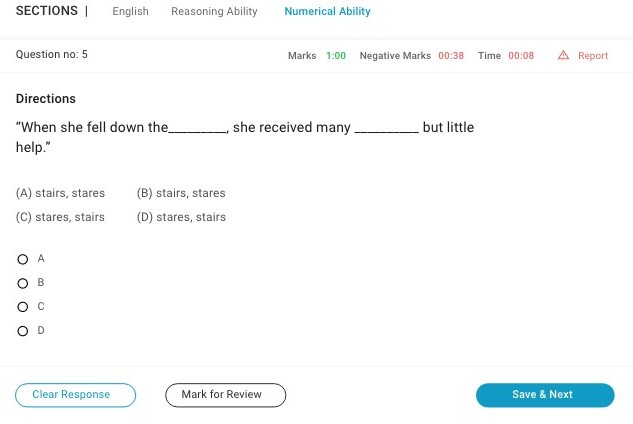 SECTIONS | English Reasoning Ability Numerical Ability
Question no: 5 Marks 1:00 Negative Marks 00:38 Time 00:08 Report
Directions
“When she fell down the_________, she received many _________ but little
help.”
(A) stairs, stares (B) stairs, stares
(C) stares, stairs (D) stares, stairs
A
B
C
D
Clear Response Mark for Review Save & Next